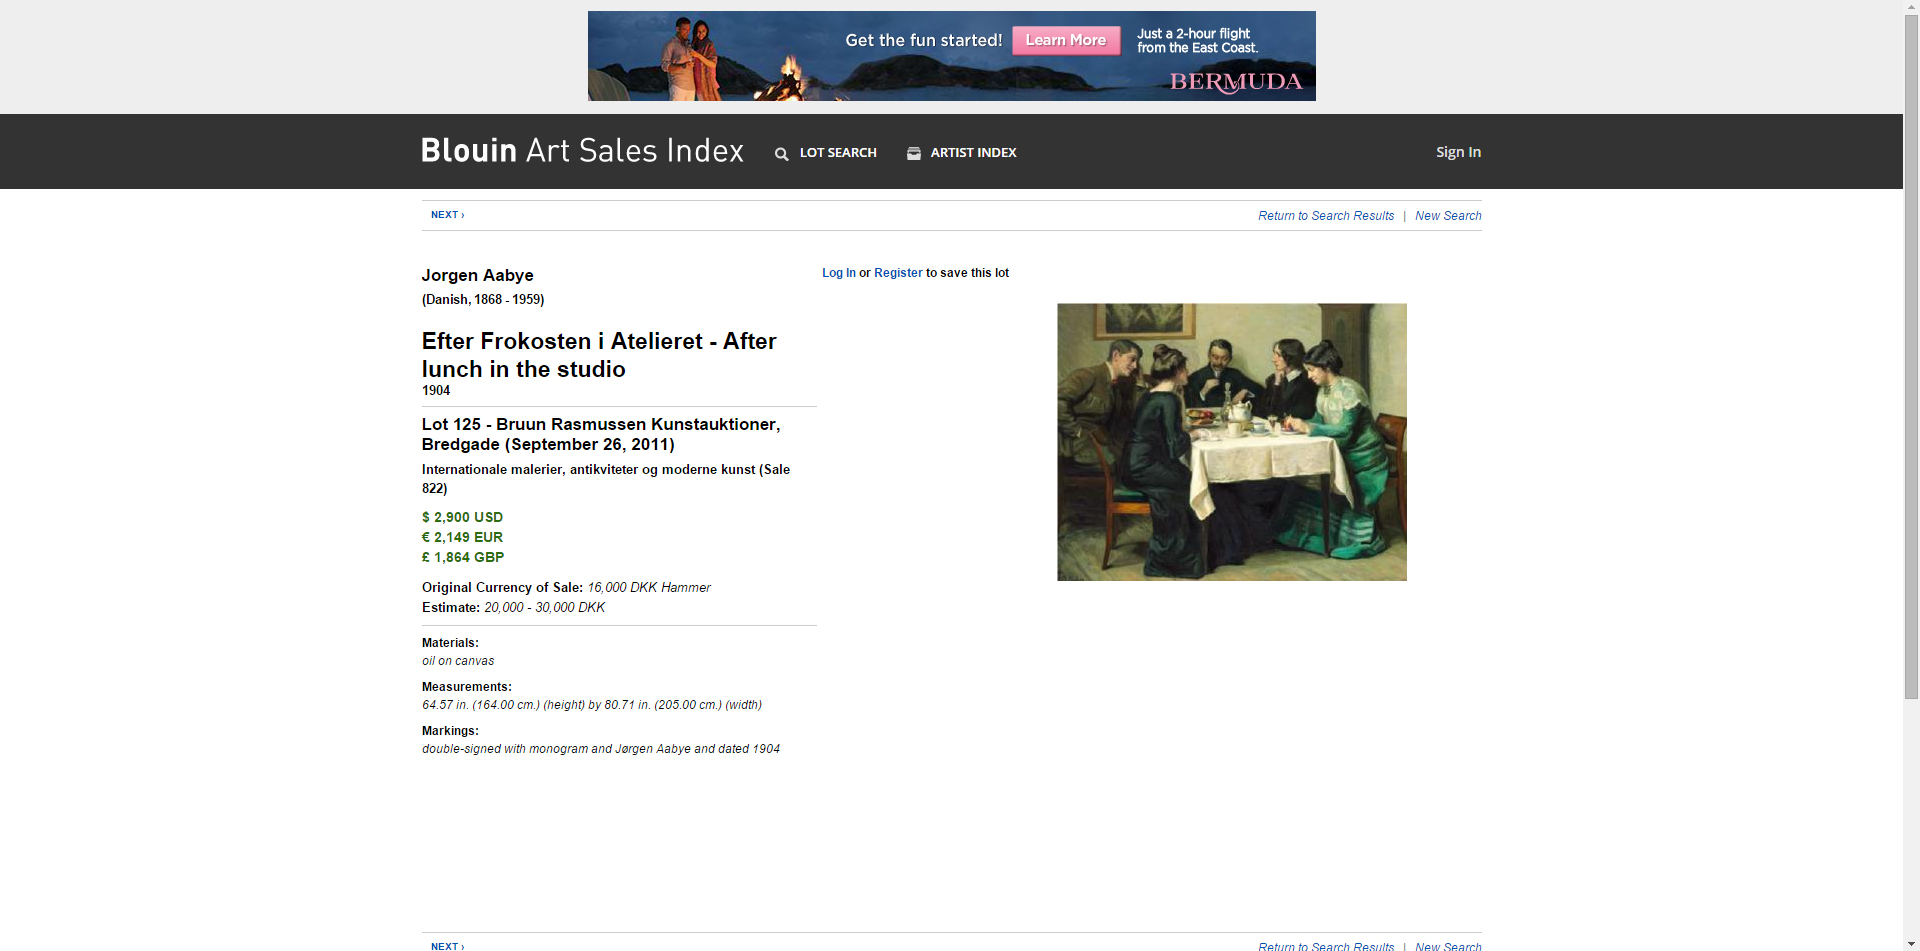 Get the fun started!
Learn More
Just a 2-hour flight
from the East Coast.
BERMUDA
Blouin Art Sales Index
LOT SEARCH
ARTIST INDEX
Sign In
NEXT ›
Return to Search Results | New Search
Jorgen Aabye
(Danish, 1868 - 1959)
Log In or Register to save this lot
Efter Frokosten i Atelieret - After
lunch in the studio
1904
Lot 125 - Bruun Rasmussen Kunstauktioner,
Bredgade (September 26, 2011)
Internationale malerier, antikviteter og moderne kunst (Sale
822)
$ 2,900 USD
€ 2,149 EUR
£ 1,864 GBP
Original Currency of Sale: 16,000 DKK Hammer
Estimate: 20,000 - 30,000 DKK
Materials:
oil on canvas
Measurements:
64.57 in. (164.00 cm.) (height) by 80.71 in. (205.00 cm.) (width)
Markings:
double-signed with monogram and Jørgen Aabye and dated 1904
NEXT ›
Return to Search Results | New Search